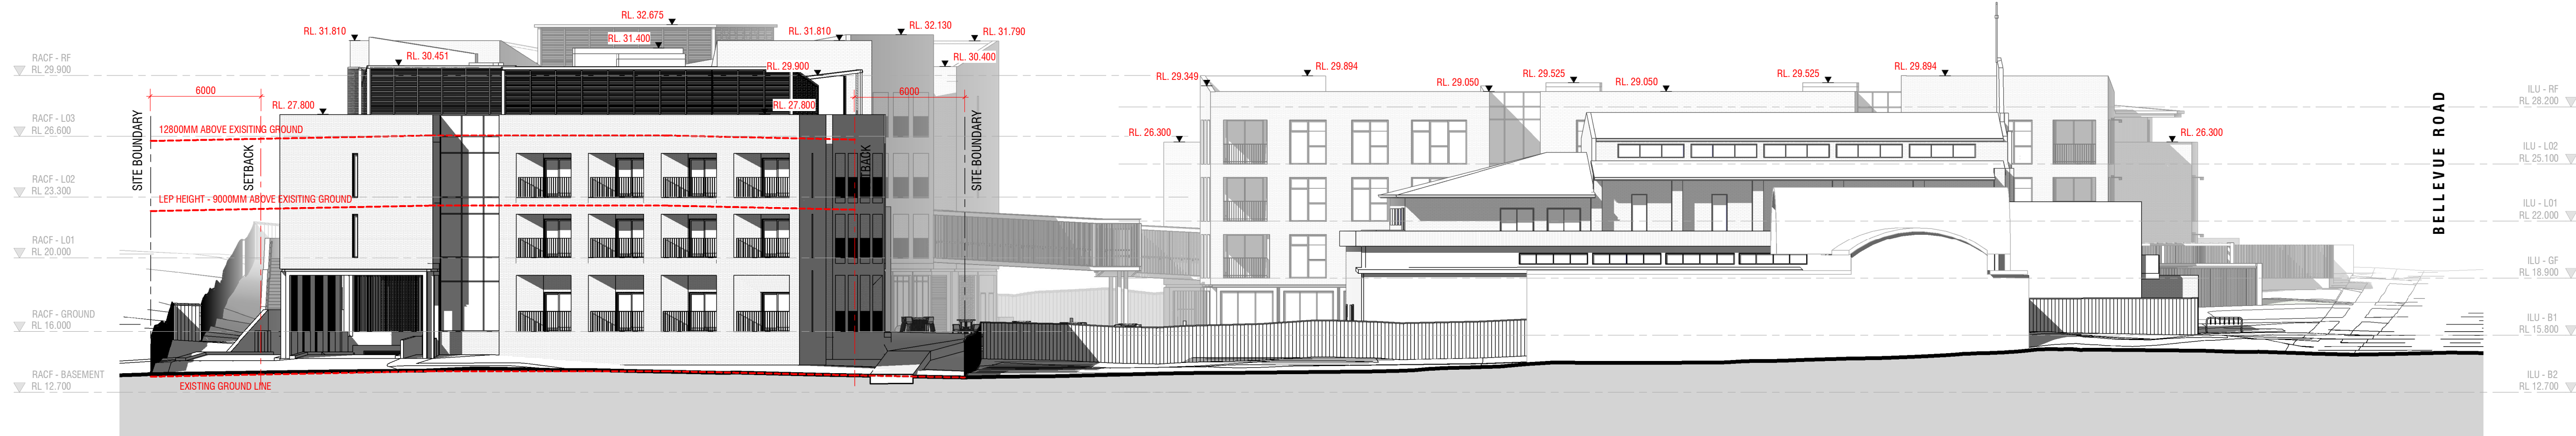 RL. 32.675
RL. 31.810
RL. 31.400
RL. 31.810
RL. 32.130
RL. 31.790
RACF - RF
RL 29.900
RL. 30.451
RL. 29.900
RL. 30.400
RL. 29.349
RL. 29.894
RL. 29.050
RL. 29.525
RL. 29.050
RL. 29.525
RL. 29.894
ILU - RF
RL 28.200
6000
6000
RL. 27.800
RL. 27.800
RACF - L03
RL 26.600
SITE BOUNDARY
12800MM ABOVE EXISITING GROUND
RL. 26.300
RL. 26.300
SETBACK
TBACK
SITE BOUNDARY
BELLEVUE ROAD
ILU - L02
RL 25.100
RACF - L02
RL 23.300
LEP HEIGHT - 9000MM ABOVE EXISITING GROUND
ILU - L01
RL 22.000
RACF - L01
RL 20.000
ILU - GF
RL 18.900
RACF - GROUND
RL 16.000
ILU - B1
RL 15.800
RACF - BASEMENT
RL 12.700
EXISTING GROUND LINE
ILU - B2
RL 12.700